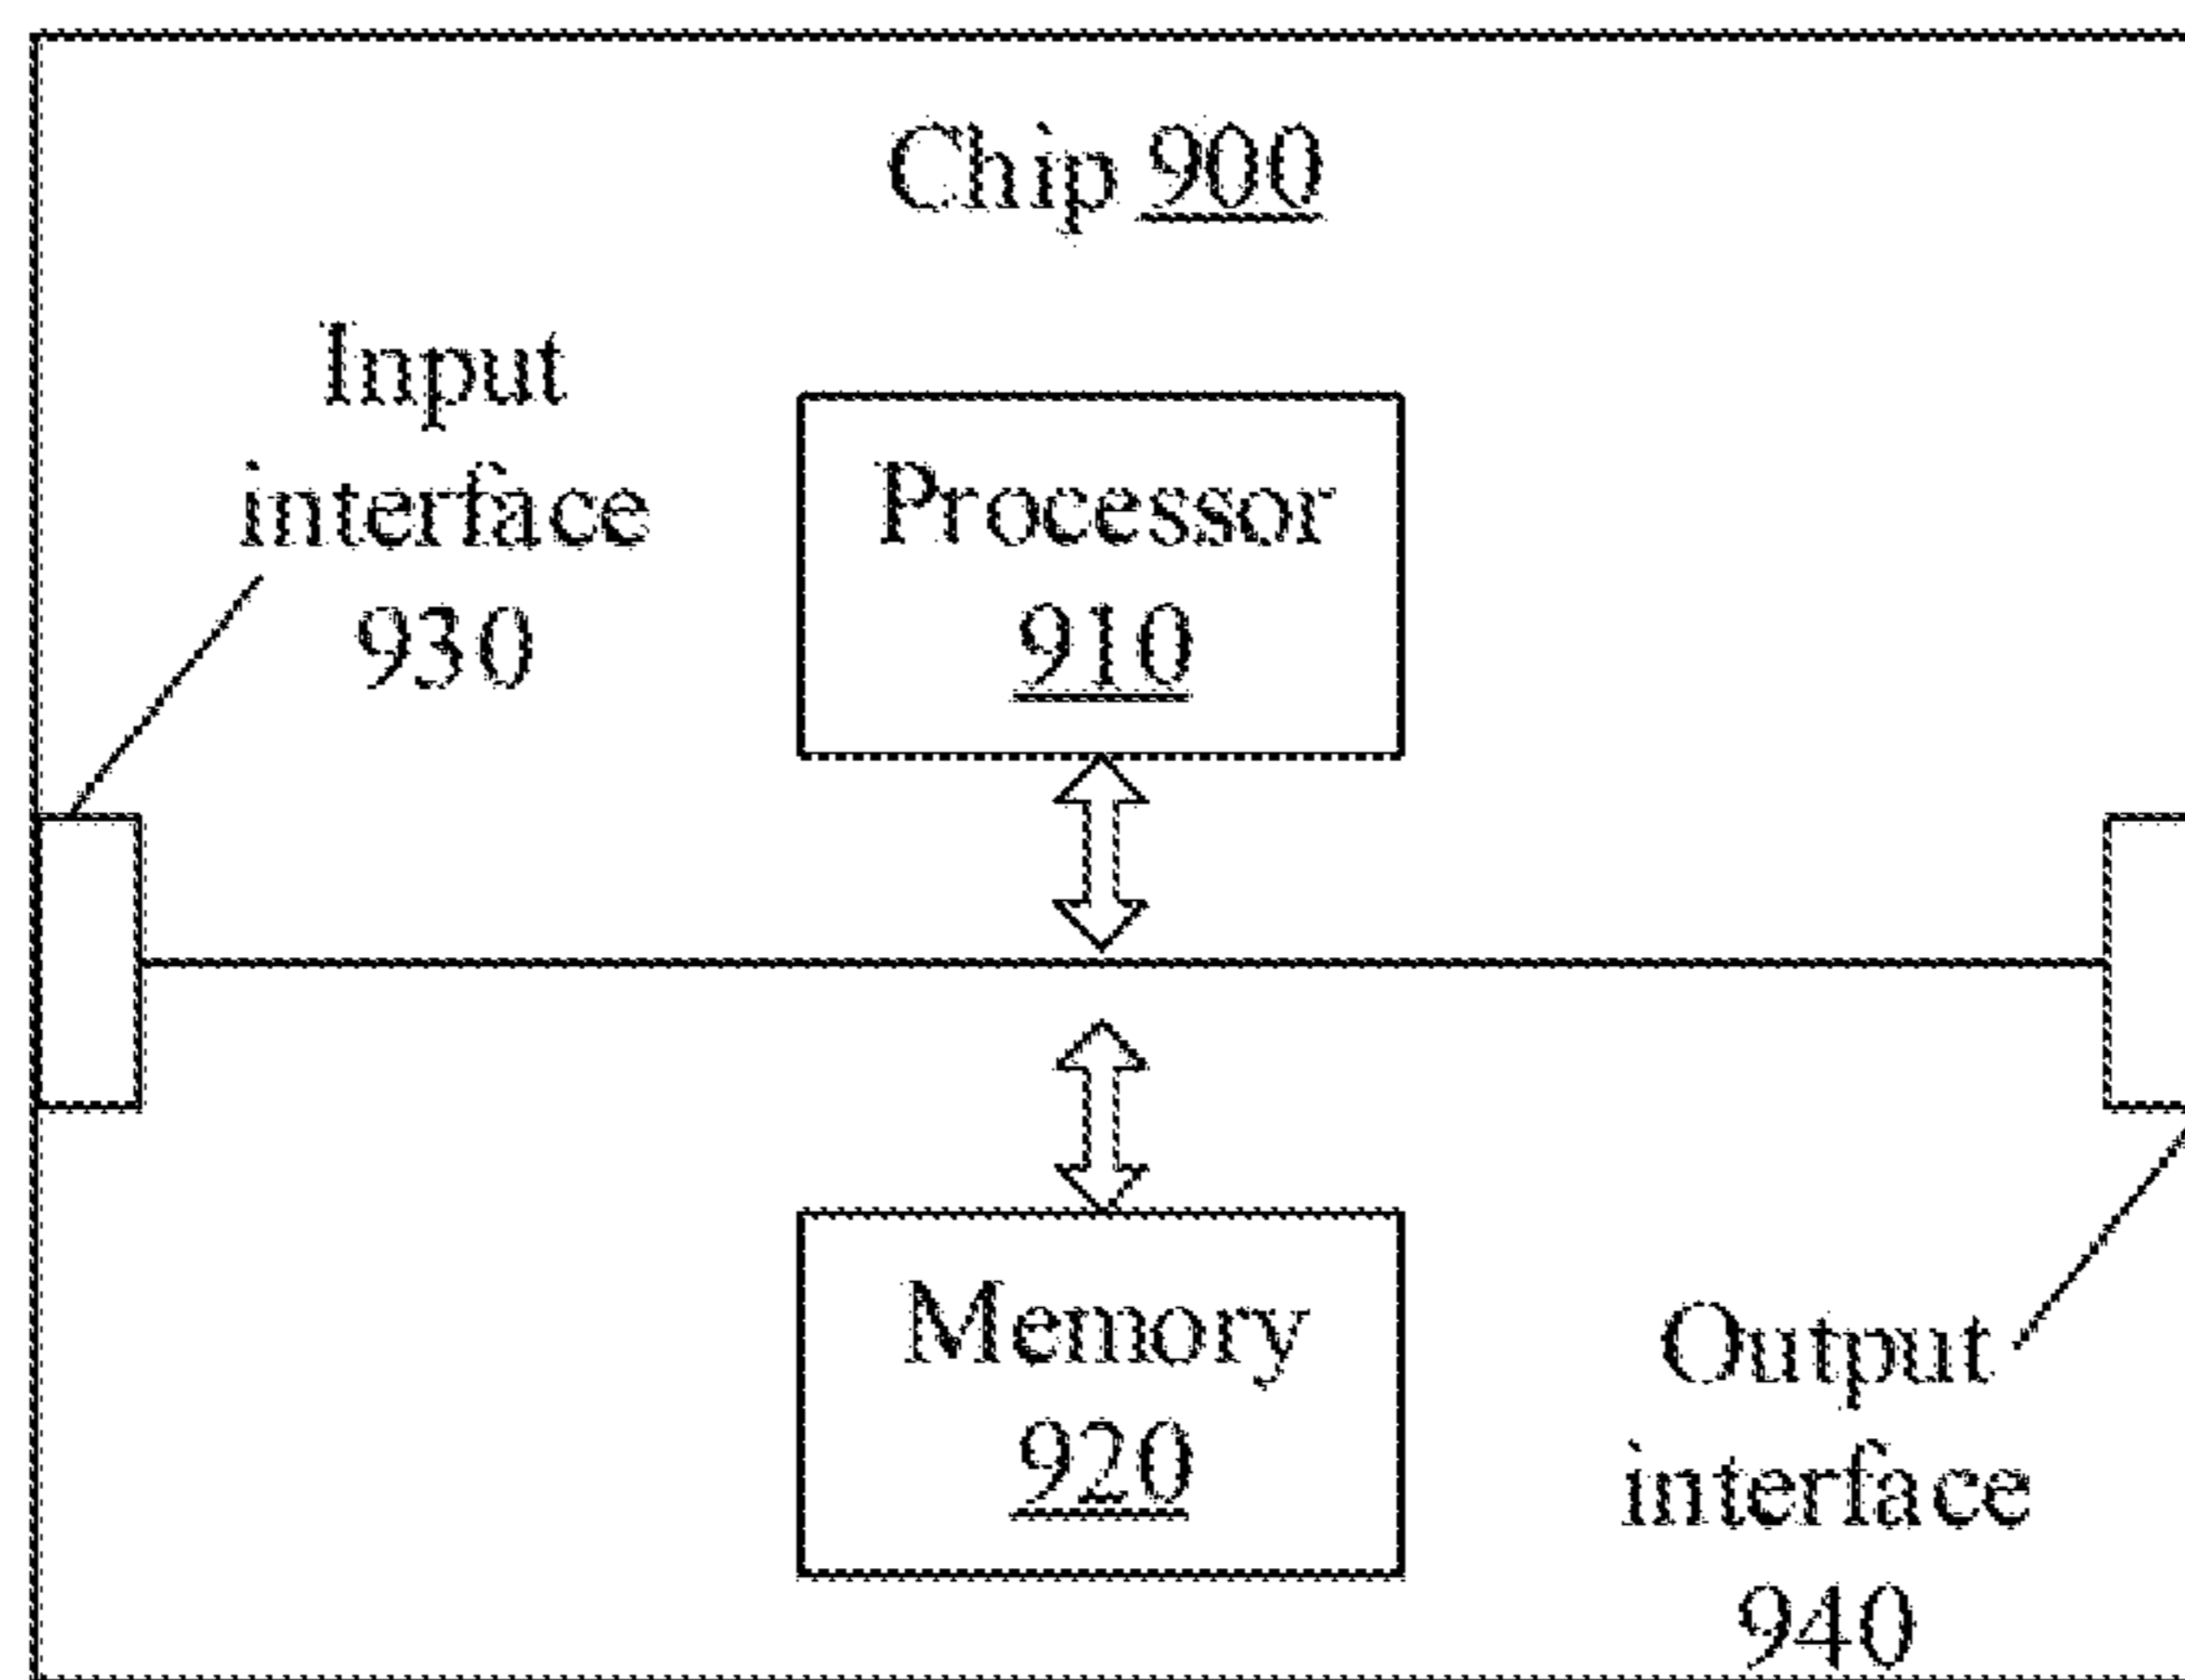 Chip 900
Input
interface
930
Processor
910
Memory
920
Output
interface
940